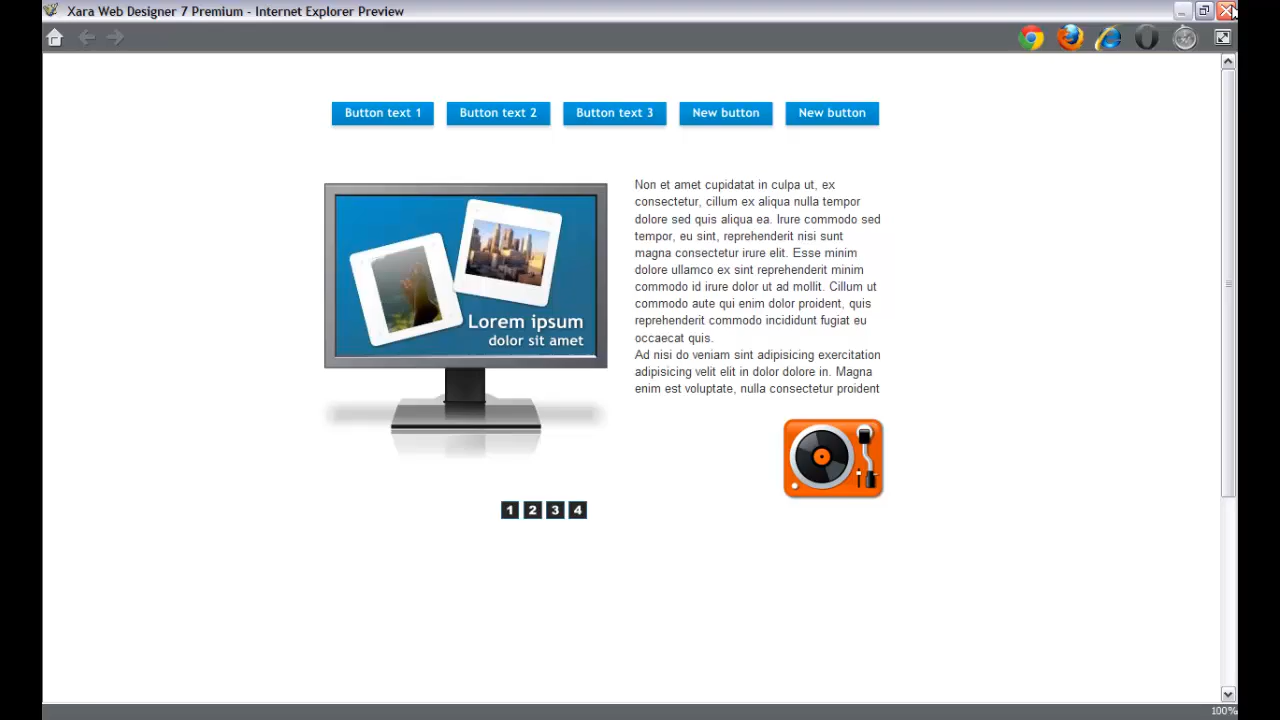 Xara Web Designer 7 Premium - Internet Explorer Preview
Button text 1 Button text 2 Button text 3 New button New button
Non et amet cupidatat in culpa ut, ex
consectetur, cillum ex aliqua nulla tempor
dolore sed quis aliqua ea. Irure commodo sed
tempor, eu sint, reprehenderit nisi sunt
magna consectetur irure elit. Esse minim
dolore ullamco ex sint reprehenderit minim
commodo id irure dolor ut ad mollit. Cillum ut
commodo aute qui enim dolor proident, quis
reprehenderit commodo incididunt fugiat eu
occaecat quis.
Ad nisi do veniam sint adipisicing exercitation
adipisicing velit elit in dolor dolore in. Magna
enim est voluptate, nulla consectetur proident
Lorem ipsum
dolor sit amet
1 2 3 4
100%